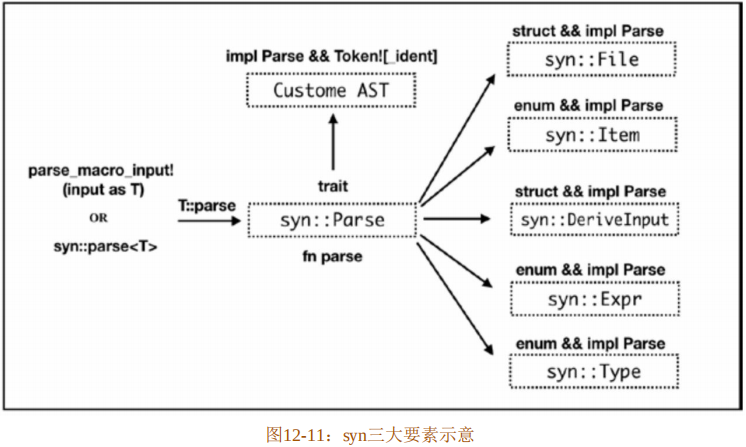 struct && impl Parse
syn::File
impl Parse && Token![_ident]
Custome AST
enum && impl Parse
syn::Item
parse_macro_input!
(input as T)
OR
syn::parse<T>
T::parse
trait
syn::Parse
fn parse
struct && impl Parse
syn::DeriveInput
enum && impl Parse
syn::Expr
enum && impl Parse
syn::Type
图12-11：syn三大要素示意